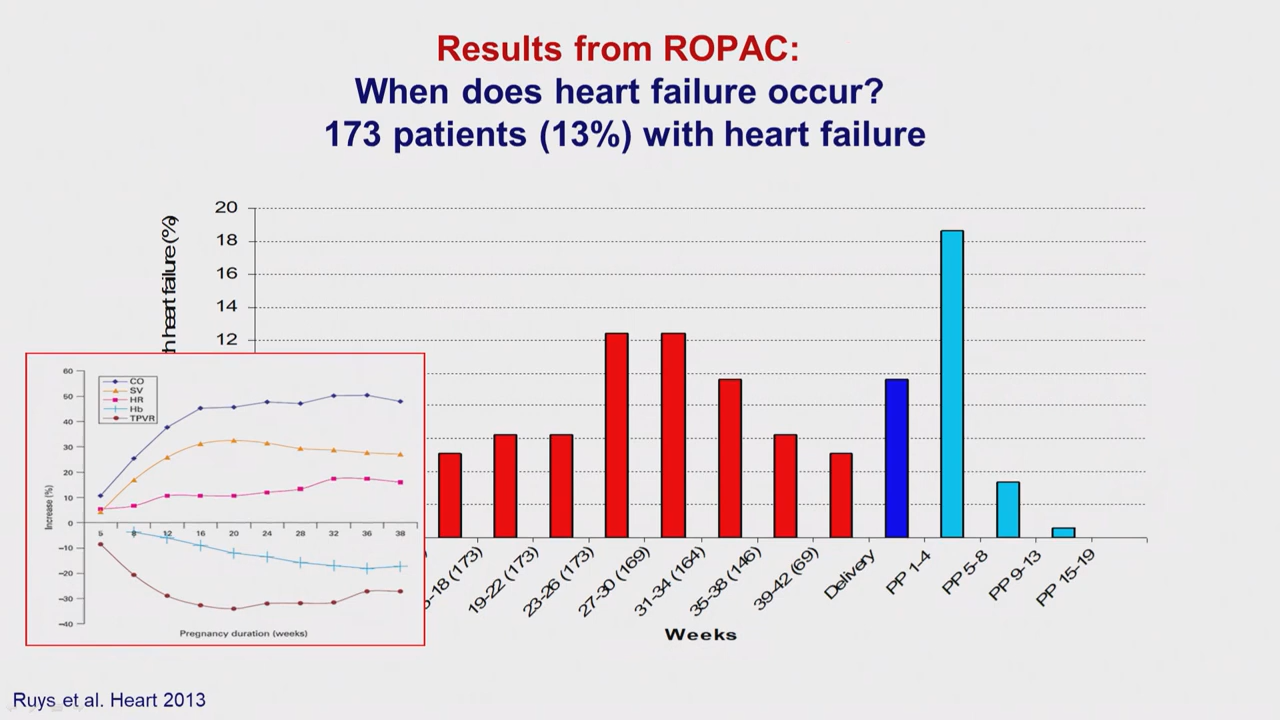 Results from ROPAC:
When does heart failure occur?
173 patients (13%) with heart failure
heart failure (%)
20
18
16
14
12
CO
SV
HR
Hb
TPVR
Increase (%)
60
50
40
30
20
10
0
-10
-20
-30
-40
5 8 12 16 20 24 28 32 36 38
Pregnancy duration (weeks)
-18 (173)
19-22 (173)
23-26 (173)
27-30 (169)
31-34 (164)
35-38 (146)
39-42 (69)
Delivery
PP 1-4
PP 5-8
PP 9-13
PP 15-19
Weeks
Ruys et al. Heart 2013